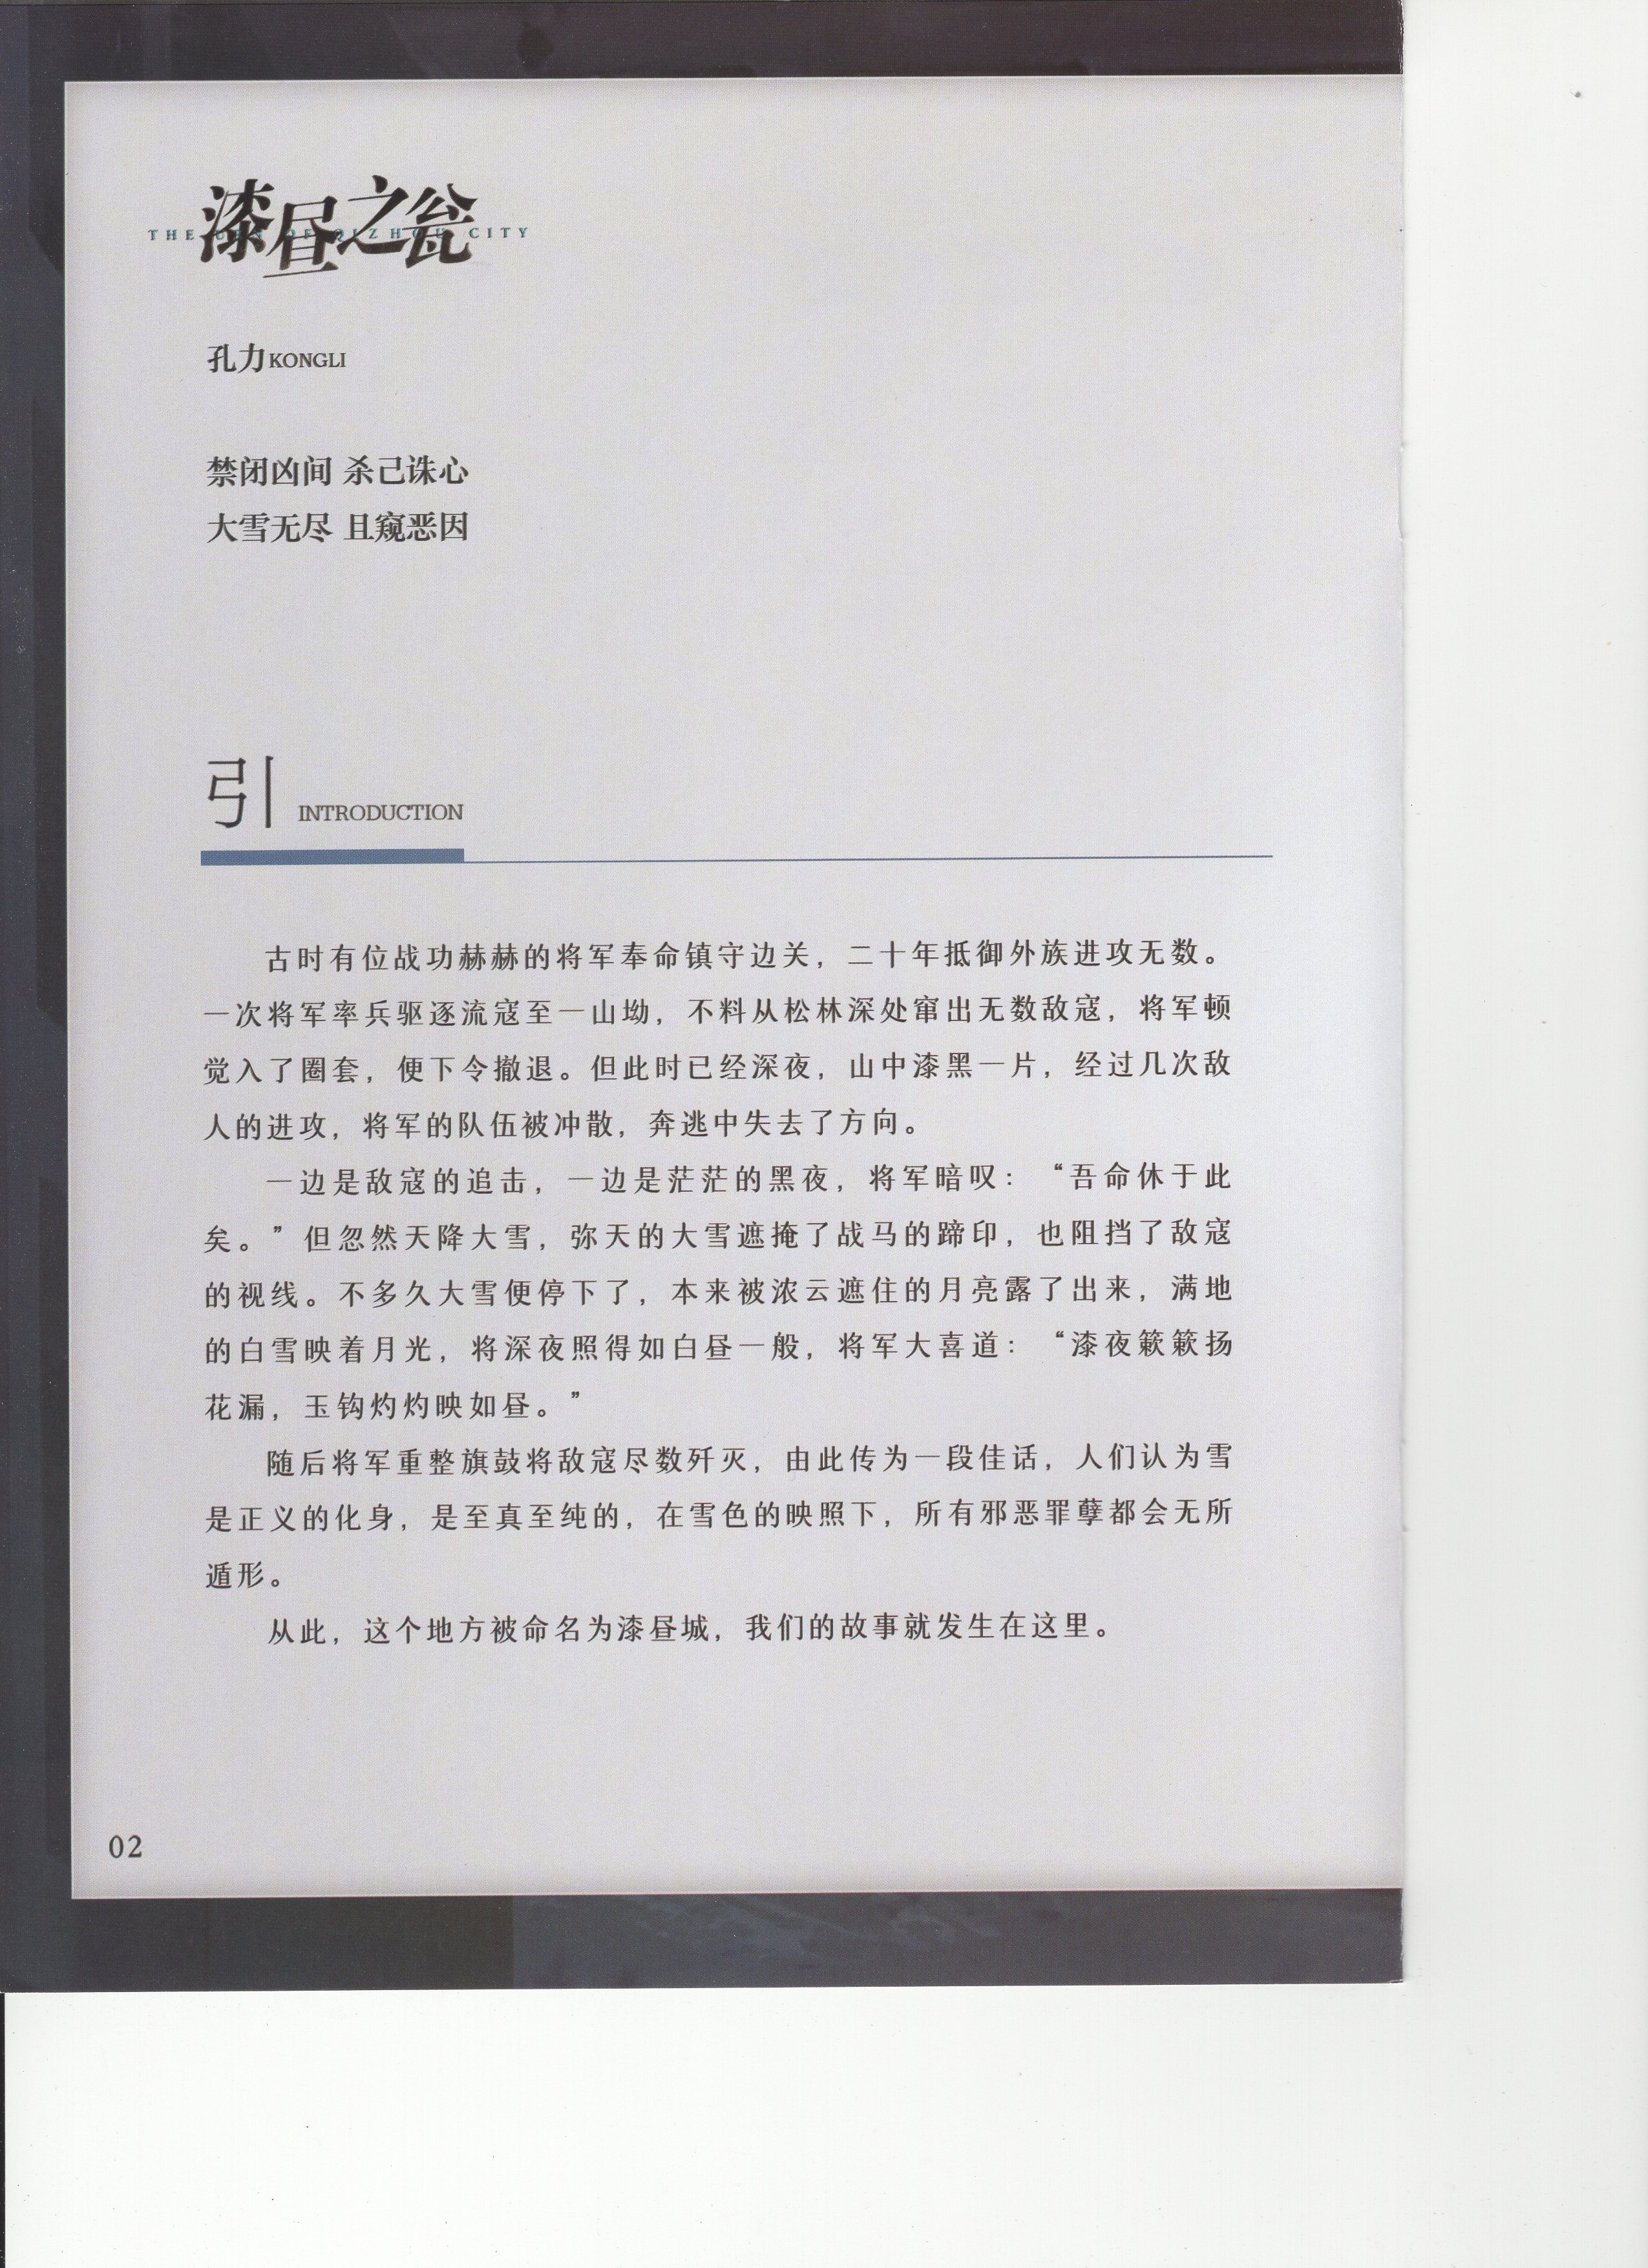 漆昼之瓮
THE URN OF QIZHOU CITY
孔力KONGLI
禁闭凶间 杀己诛心
大雪无尽 且窥恶因
引 INTRODUCTION
古时有位战功赫赫的将军奉命镇守边关，二十年抵御外族进攻无数。
一次将军率兵驱逐流寇至一山坳，不料从松林深处窜出无数敌寇，将军顿
觉入了圈套，便下令撤退。但此时已经深夜，山中漆黑一片，经过几次敌
人的进攻，将军的队伍被冲散，奔逃中失去了方向。
一边是敌寇的追击，一边是茫茫的黑夜，将军暗叹：“吾命休于此
矣。”但忽然天降大雪，弥天的大雪遮掩了战马的蹄印，也阻挡了敌寇
的视线。不多久大雪便停下了，本来被浓云遮住的月亮露了出来，满地
的白雪映着月光，将深夜照得如白昼一般，将军大喜道：“漆夜簌簌扬
花漏，玉钩灼灼映如昼。”
随后将军重整旗鼓将敌寇尽数歼灭，由此传为一段佳话，人们认为雪
是正义的化身，是至真至纯的，在雪色的映照下，所有邪恶罪孽都会无所
遁形。
从此，这个地方被命名为漆昼城，我们的故事就发生在这里。
02